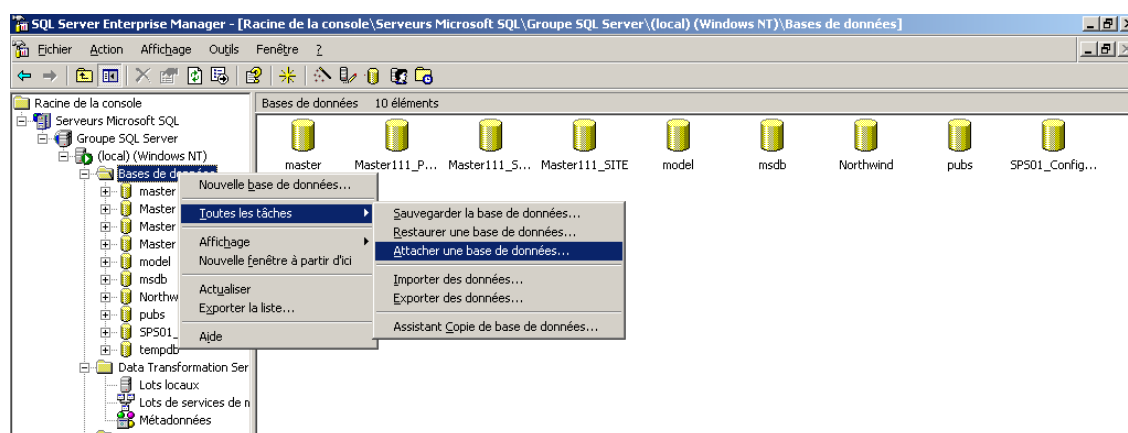 SQL Server Enterprise Manager - [Racine de la console\Serveurs Microsoft SQL\Groupe SQL Server\(local) (Windows NT)\Bases de données]
Fichier Action Affichage Outils Fenêtre ?
Racine de la console
Serveurs Microsoft SQL
Groupe SQL Server
(local) (Windows NT)
Bases de données
master
Master
Master
Master
model
msdb
Northw
pubs
SPS01_
tempdb
Data Transformation Ser
Lots locaux
Lots de services de n
Métadonnées
Bases de données 10 éléments
master Master111_P... Master111_S... Master111_SITE model msdb Northwind pubs SPS01_Config...
Nouvelle base de données...
Toutes les tâches
Affichage
Nouvelle fenêtre à partir d'ici
Actualiser
Exporter la liste...
Aide
Sauvegarder la base de données...
Restaurer une base de données...
Attacher une base de données...
Importer des données...
Exporter des données...
Assistant Copie de base de données...